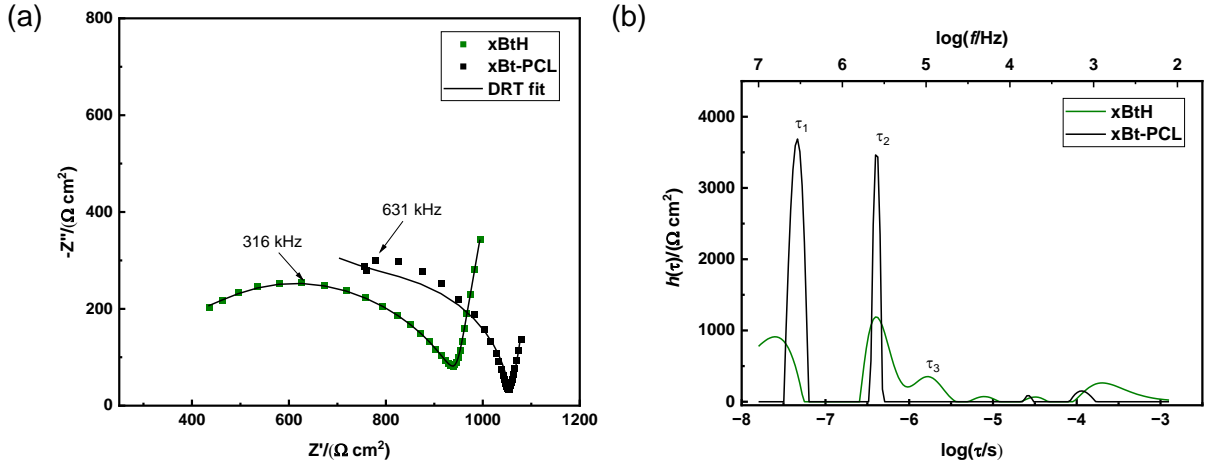 (a)
800
600
400
200
0
-Z''/(Ω cm²)
400
600
800
1000
1200
Z'/(Ω cm²)
xBtH
xBt-PCL
DRT fit
316 kHz
631 kHz
(b)
log(f/Hz)
7
6
5
4
3
2
4000
3000
2000
1000
0
h(τ)/(Ω cm²)
τ₁
τ₂
τ₃
xBtH
xBt-PCL
−8
−7
−6
−5
−4
−3
log(τ/s)